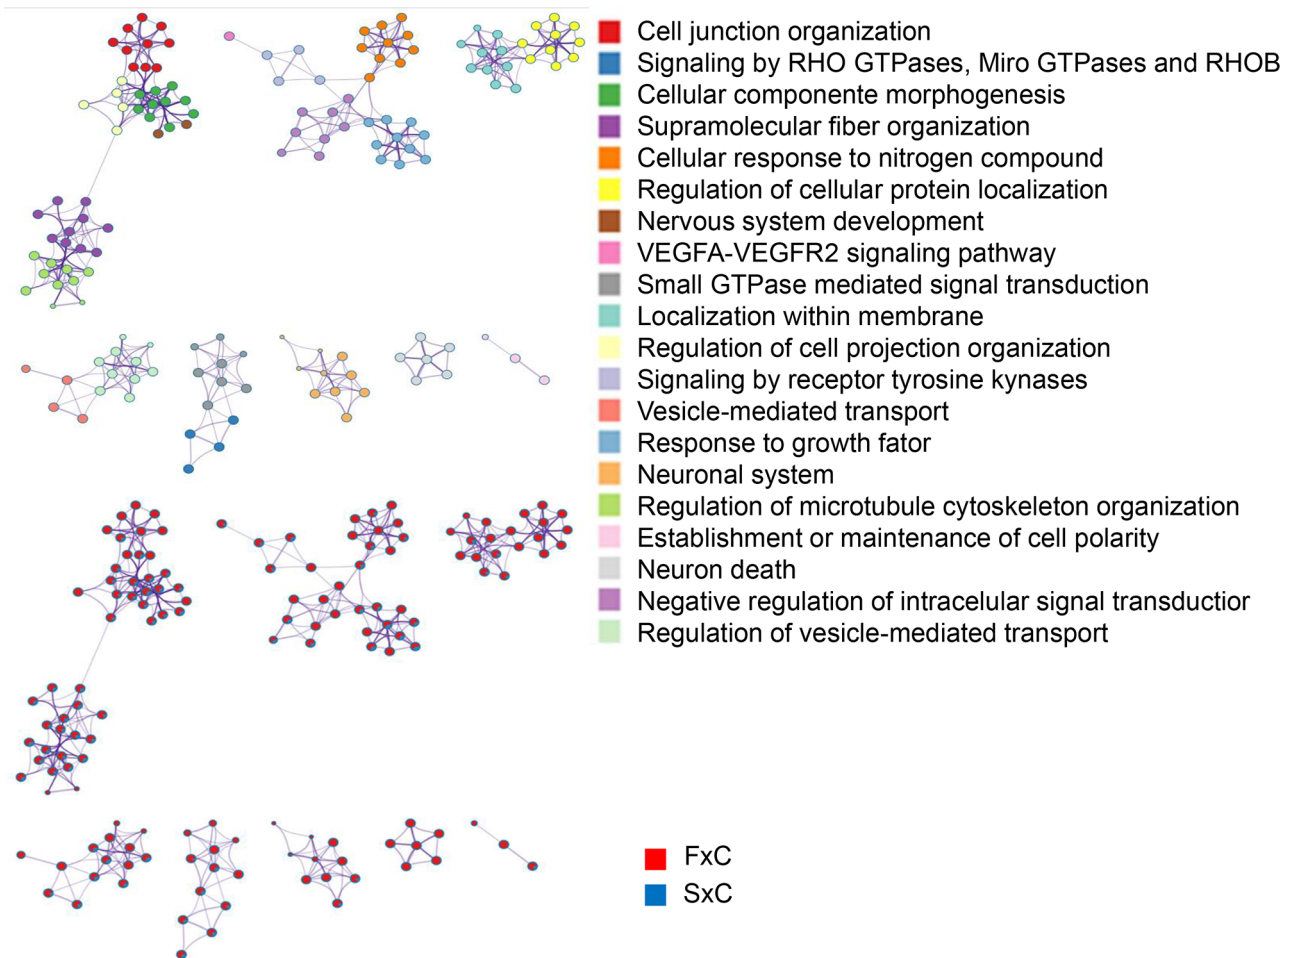 Cell junction organization
Signaling by RHO GTPases, Miro GTPases and RHOB
Cellular componente morphogenesis
Supramolecular fiber organization
Cellular response to nitrogen compound
Regulation of cellular protein localization
Nervous system development
VEGFA-VEGFR2 signaling pathway
Small GTPase mediated signal transduction
Localization within membrane
Regulation of cell projection organization
Signaling by receptor tyrosine kynases
Vesicle-mediated transport
Response to growth fator
Neuronal system
Regulation of microtubule cytoskeleton organization
Establishment or maintenance of cell polarity
Neuron death
Negative regulation of intracelular signal transductior
Regulation of vesicle-mediated transport
FxC
SxC